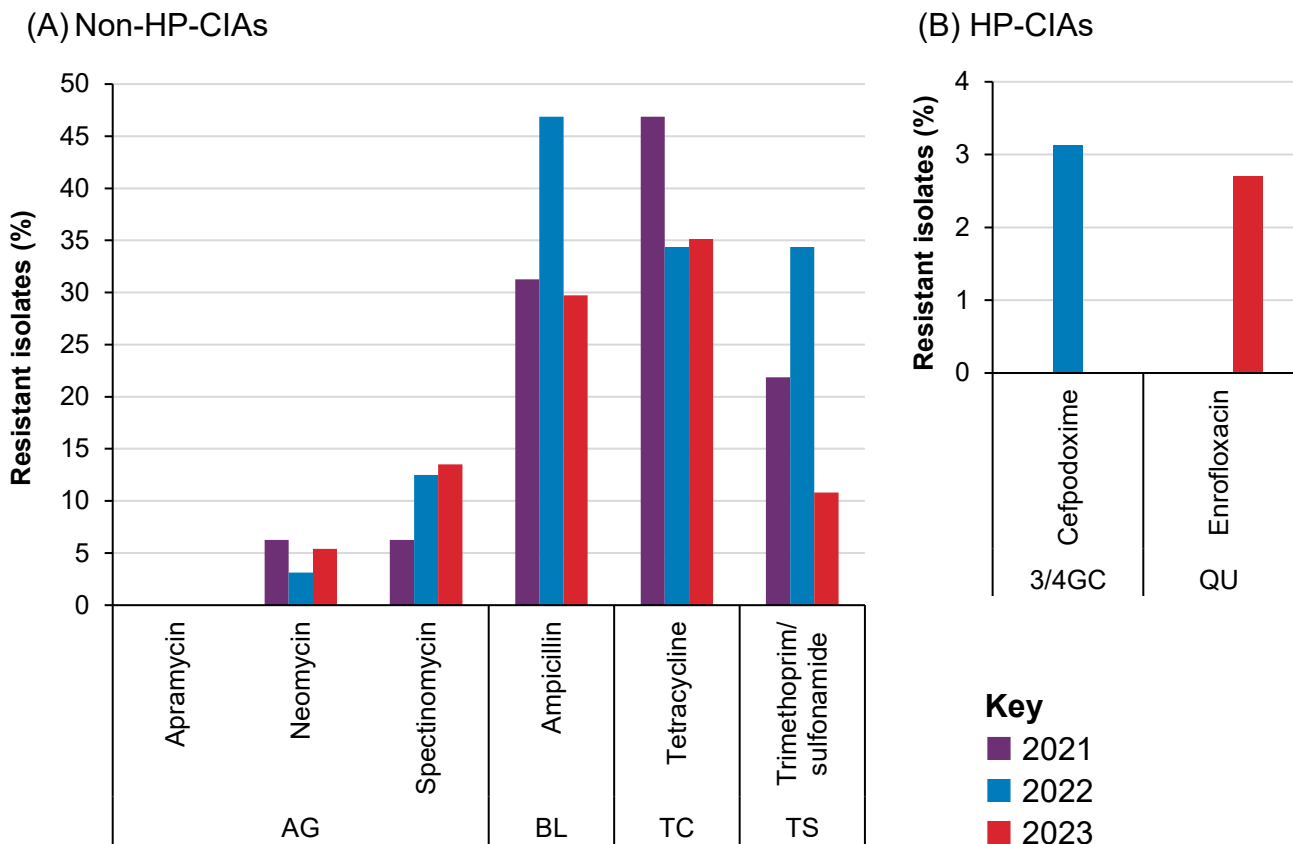 (A) Non-HP-CIAs
Resistant isolates (%)
50
45
40
35
30
25
20
15
10
5
0
Apramycin
Neomycin
Spectinomycin
Ampicillin
Tetracycline
Trimethoprim/
sulfonamide
AG
BL
TC
TS
(B) HP-CIAs
Resistant isolates (%)
4
3
2
1
0
Cefpodoxime
Enrofloxacin
3/4GC
QU
Key
2021
2022
2023